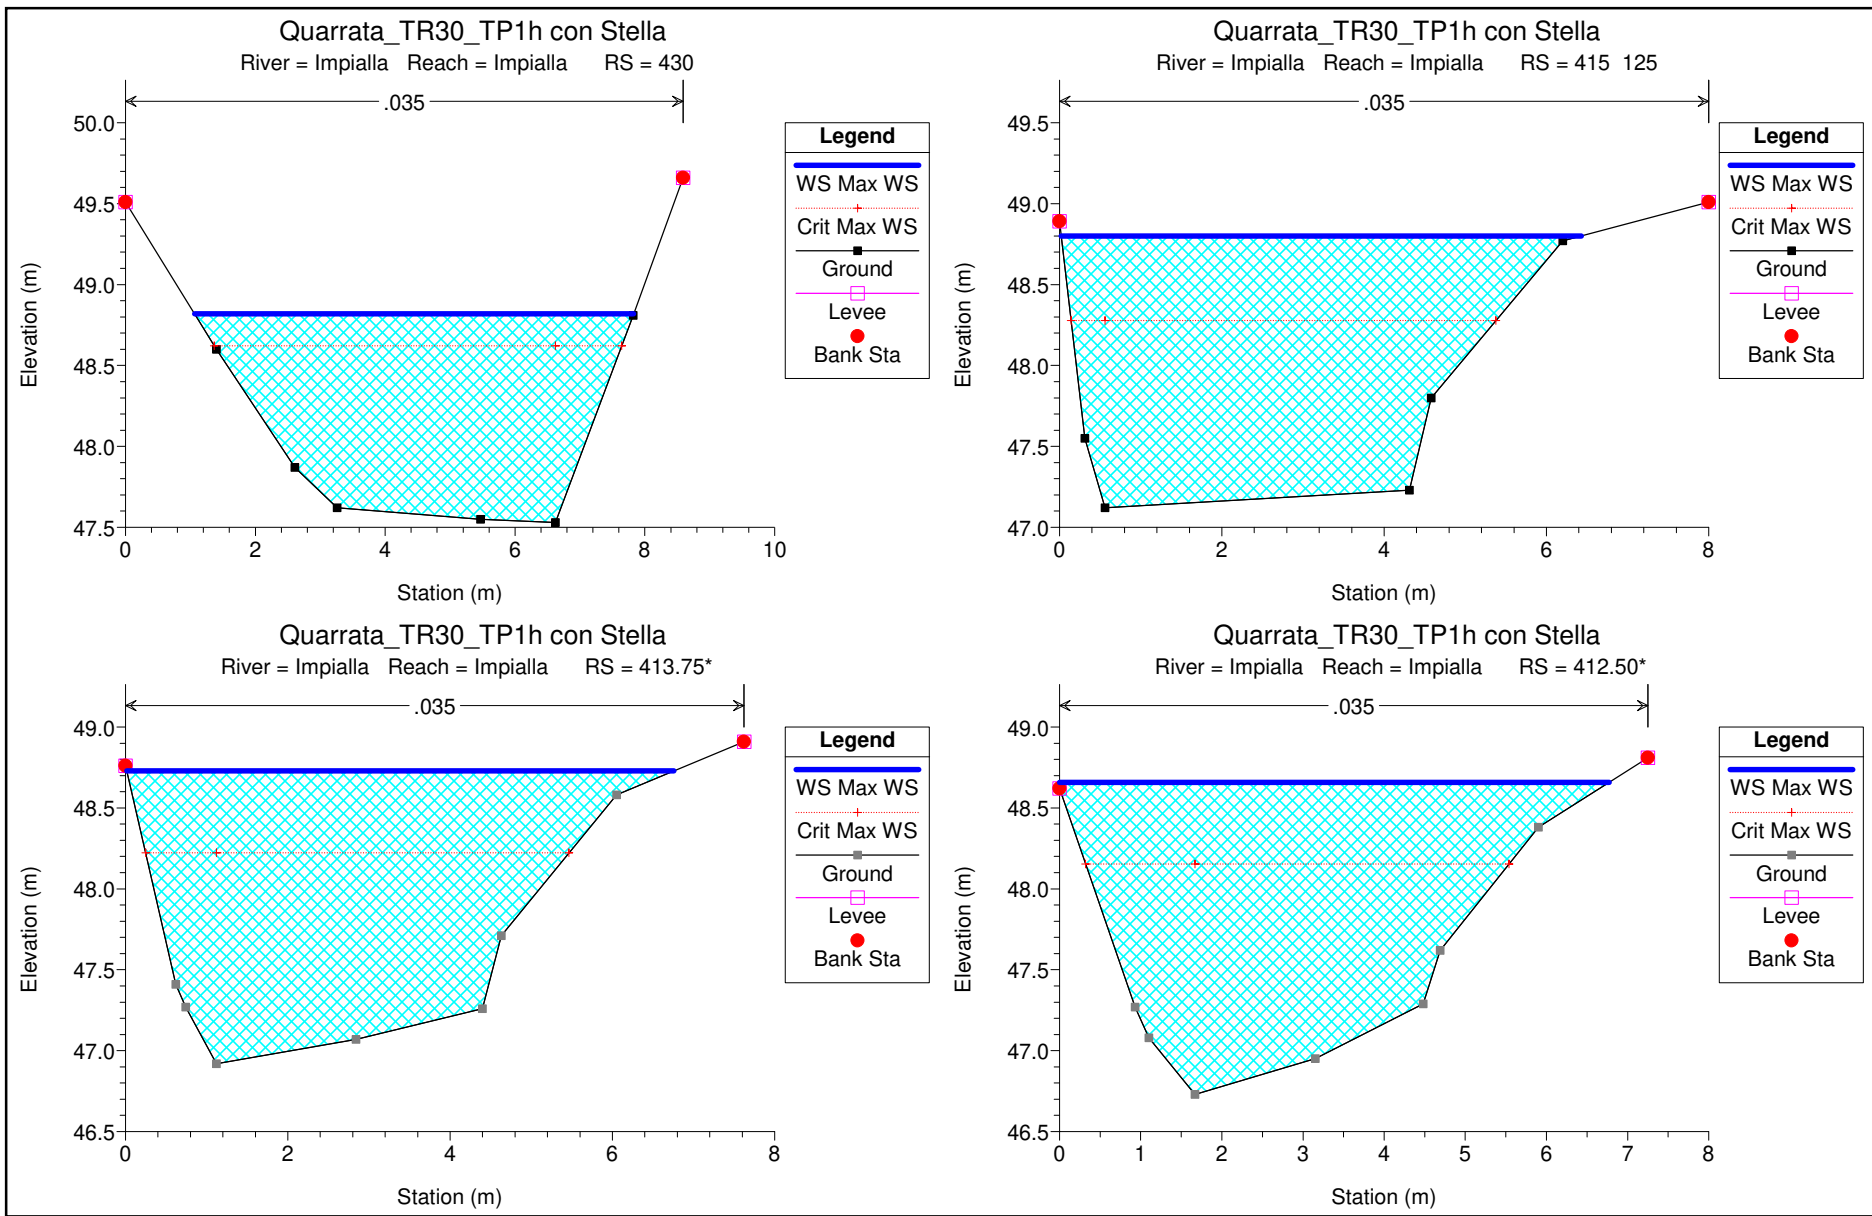 Quarrata_TR30_TP1h con Stella
River = Impialla Reach = Impialla RS = 430
.035
50.0
49.5
49.0
48.5
48.0
47.5
Elevation (m)
0 2 4 6 8 10
Station (m)
Legend
WS Max WS
Crit Max WS
Ground
Levee
Bank Sta
Quarrata_TR30_TP1h con Stella
River = Impialla Reach = Impialla RS = 415 125
.035
49.5
49.0
48.5
48.0
47.5
47.0
Elevation (m)
0 2 4 6 8
Station (m)
Legend
WS Max WS
Crit Max WS
Ground
Levee
Bank Sta
Quarrata_TR30_TP1h con Stella
River = Impialla Reach = Impialla RS = 413.75*
.035
49.0
48.5
48.0
47.5
47.0
46.5
Elevation (m)
0 2 4 6 8
Station (m)
Legend
WS Max WS
Crit Max WS
Ground
Levee
Bank Sta
Quarrata_TR30_TP1h con Stella
River = Impialla Reach = Impialla RS = 412.50*
.035
49.0
48.5
48.0
47.5
47.0
46.5
Elevation (m)
0 1 2 3 4 5 6 7 8
Station (m)
Legend
WS Max WS
Crit Max WS
Ground
Levee
Bank Sta